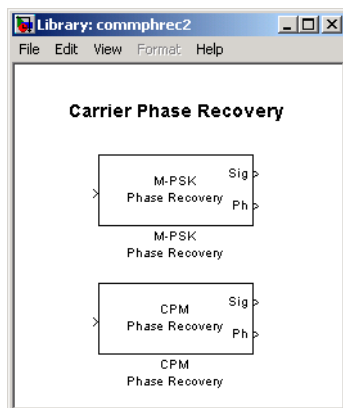 Library: commphrec2
File Edit View Format Help
Carrier Phase Recovery
M-PSK
Phase Recovery
Sig
Ph
M-PSK
Phase Recovery
CPM
Phase Recovery
Sig
Ph
CPM
Phase Recovery